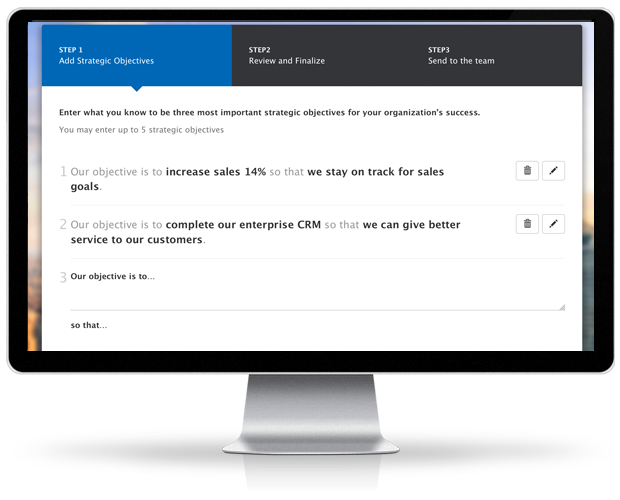 STEP 1
Add Strategic Objectives
STEP2
Review and Finalize
STEP3
Send to the team
Enter what you know to be three most important strategic objectives for your organization's success.
You may enter up to 5 strategic objectives
1 Our objective is to increase sales 14% so that we stay on track for sales
goals.
2 Our objective is to complete our enterprise CRM so that we can give better
service to our customers.
3 Our objective is to...
so that...